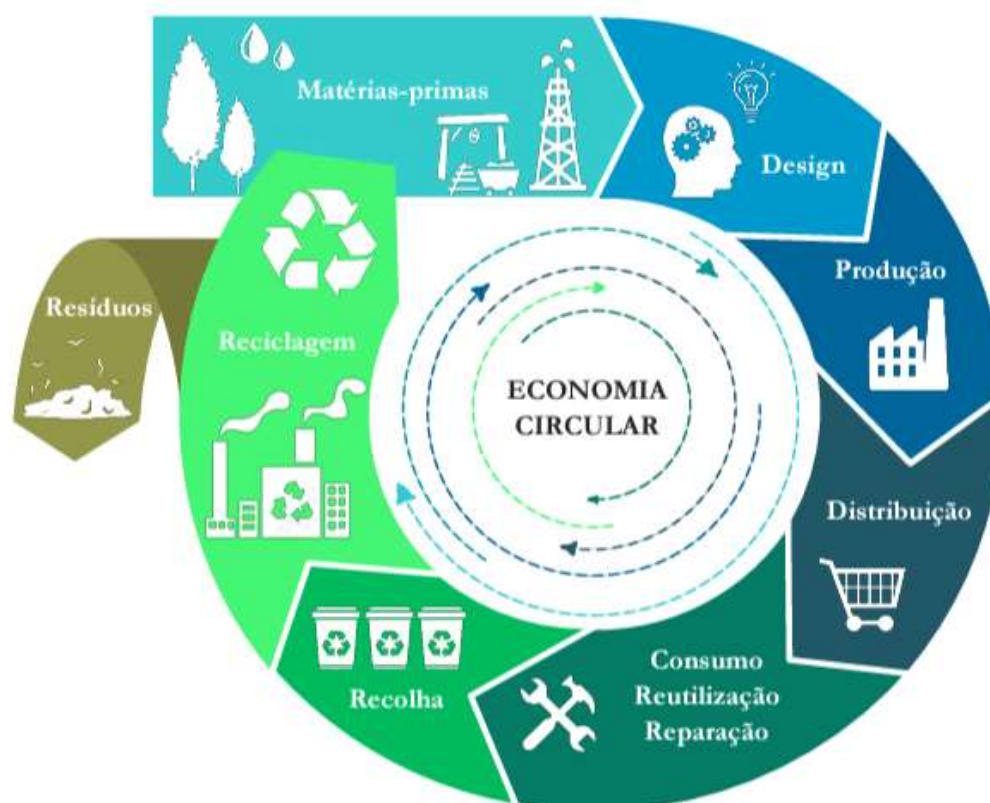 Matérias-primas
Design
Produção
Distribuição
Consumo
Reutilização
Reparação
Recolha
Reciclagem
Resíduos
ECONOMIA
CIRCULAR